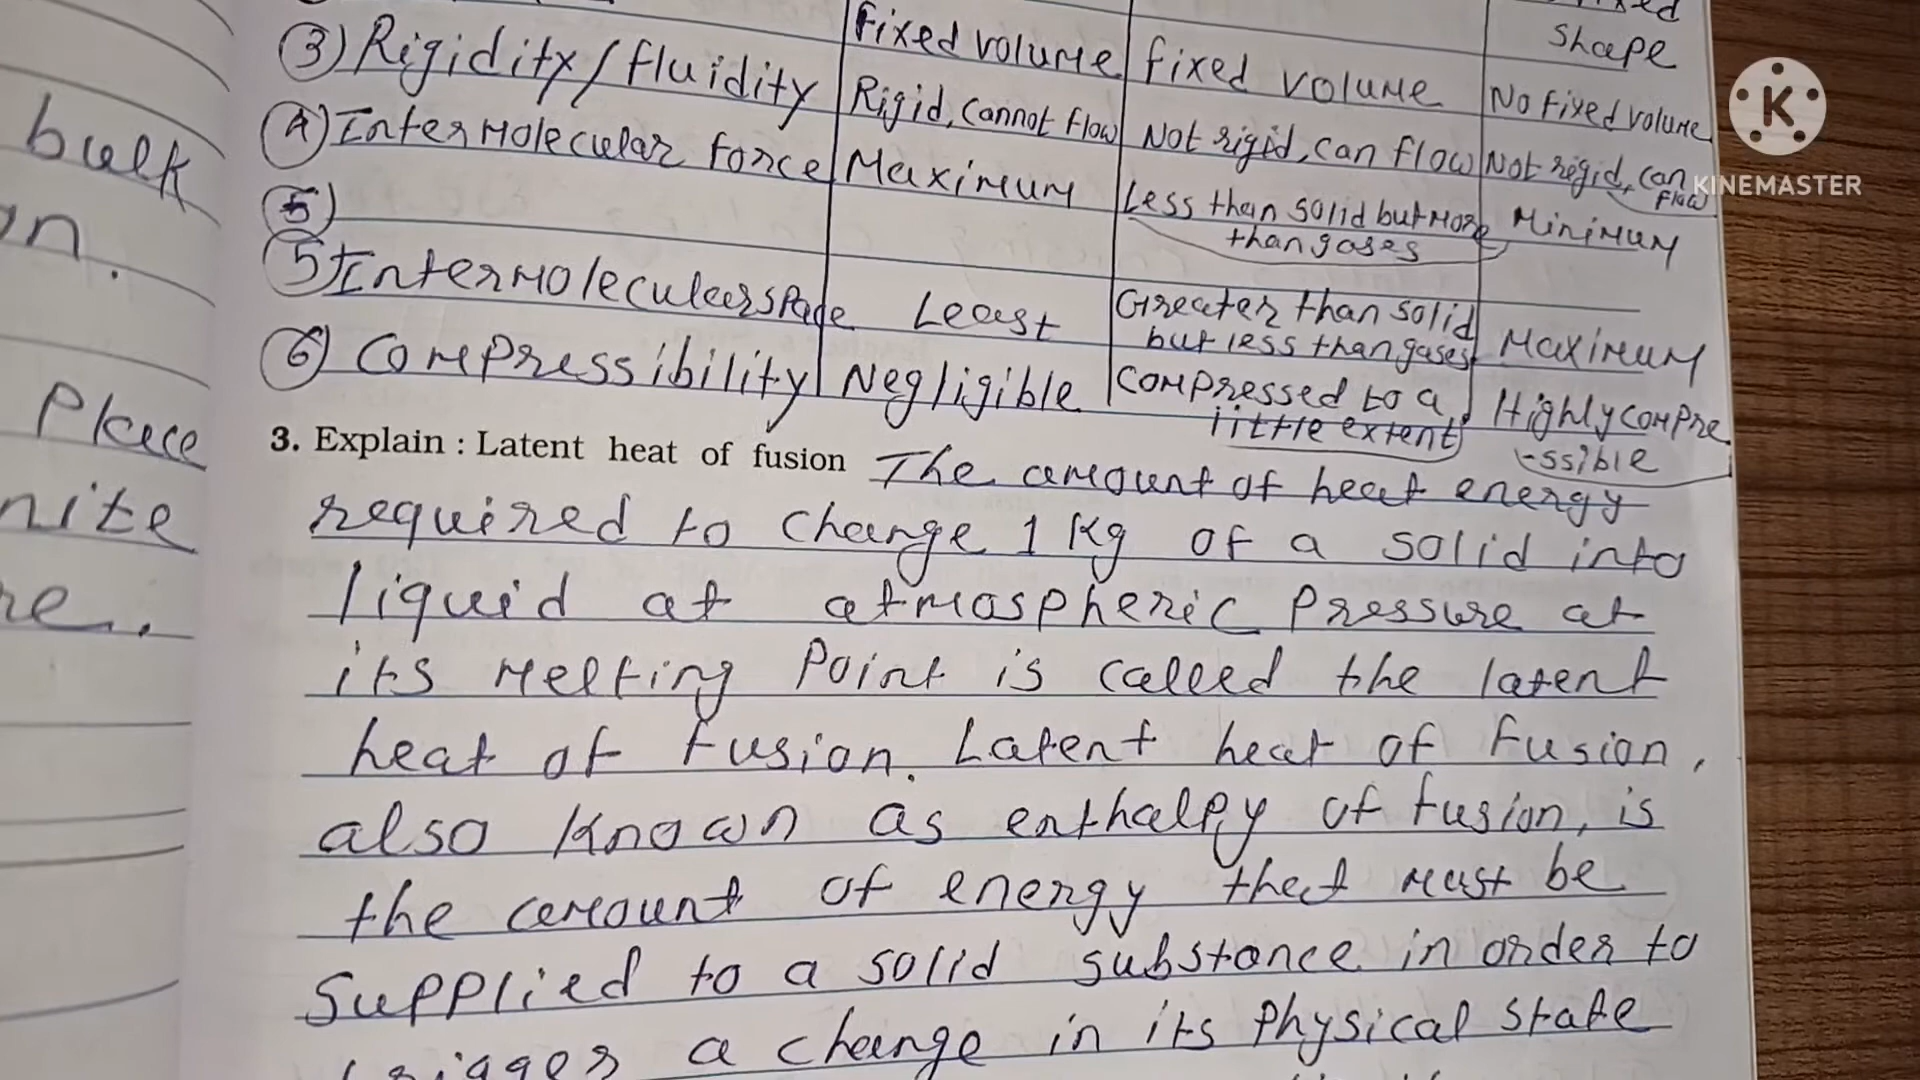 Shape
Fixed volume fixed volume No fixed volume
3) Rigidity/fluidity Rigid, cannot flow Not rigid, can flow Not rigid, can flow
4) Intermolecular force Maximum Less than solid but more than gases Minimum
5)
5 Intermolecular space Least Greater than solid but less than gases Maximum
6) Compressibility Negligible Compressed to a little extent Highly compre-ssible
3. Explain : Latent heat of fusion The amount of heat energy
required to change 1 kg of a solid into
liquid at atmospheric pressure at
its melting point is called the latent
heat of fusion. Latent heat of fusion,
also known as enthalpy of fusion, is
the amount of energy that must be
supplied to a solid substance in order to
trigger a change in its physical state
bulk
n.
Place
nite
re.
K
KINEMASTER